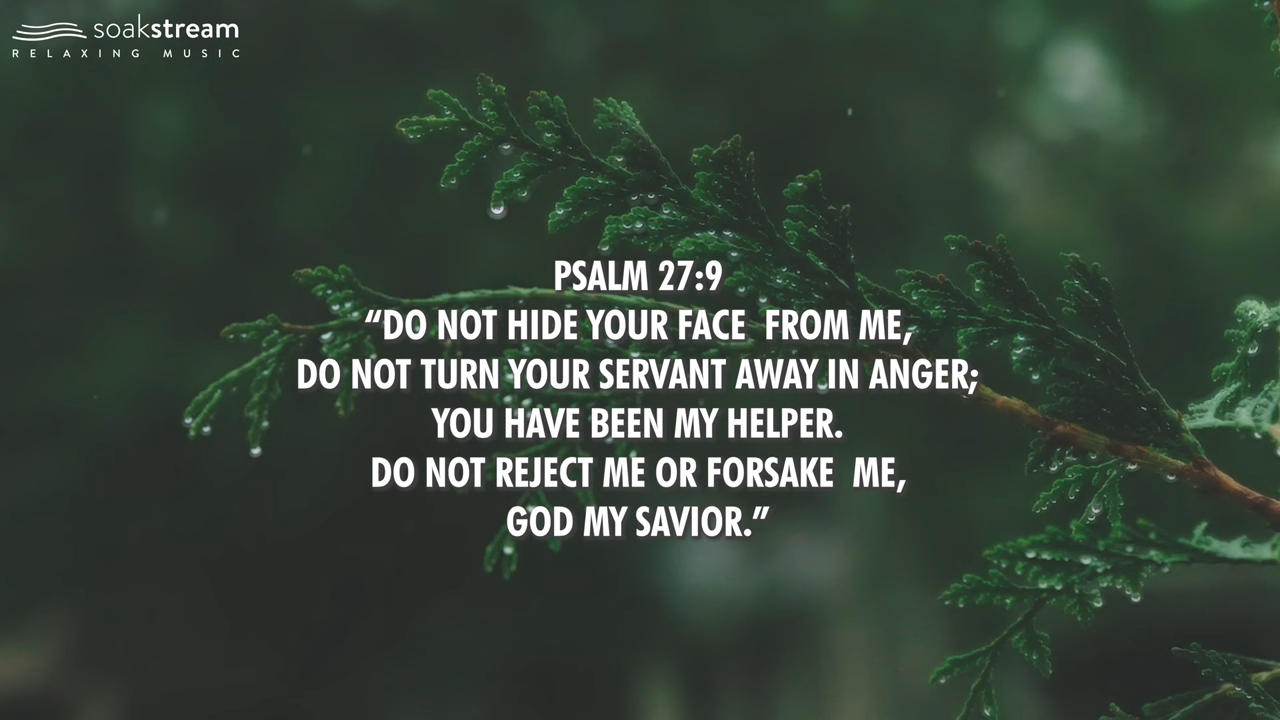 soakstream
RELAXING MUSIC
PSALM 27:9
“DO NOT HIDE YOUR FACE  FROM ME,
DO NOT TURN YOUR SERVANT AWAY IN ANGER;
YOU HAVE BEEN MY HELPER.
DO NOT REJECT ME OR FORSAKE  ME,
GOD MY SAVIOR.”